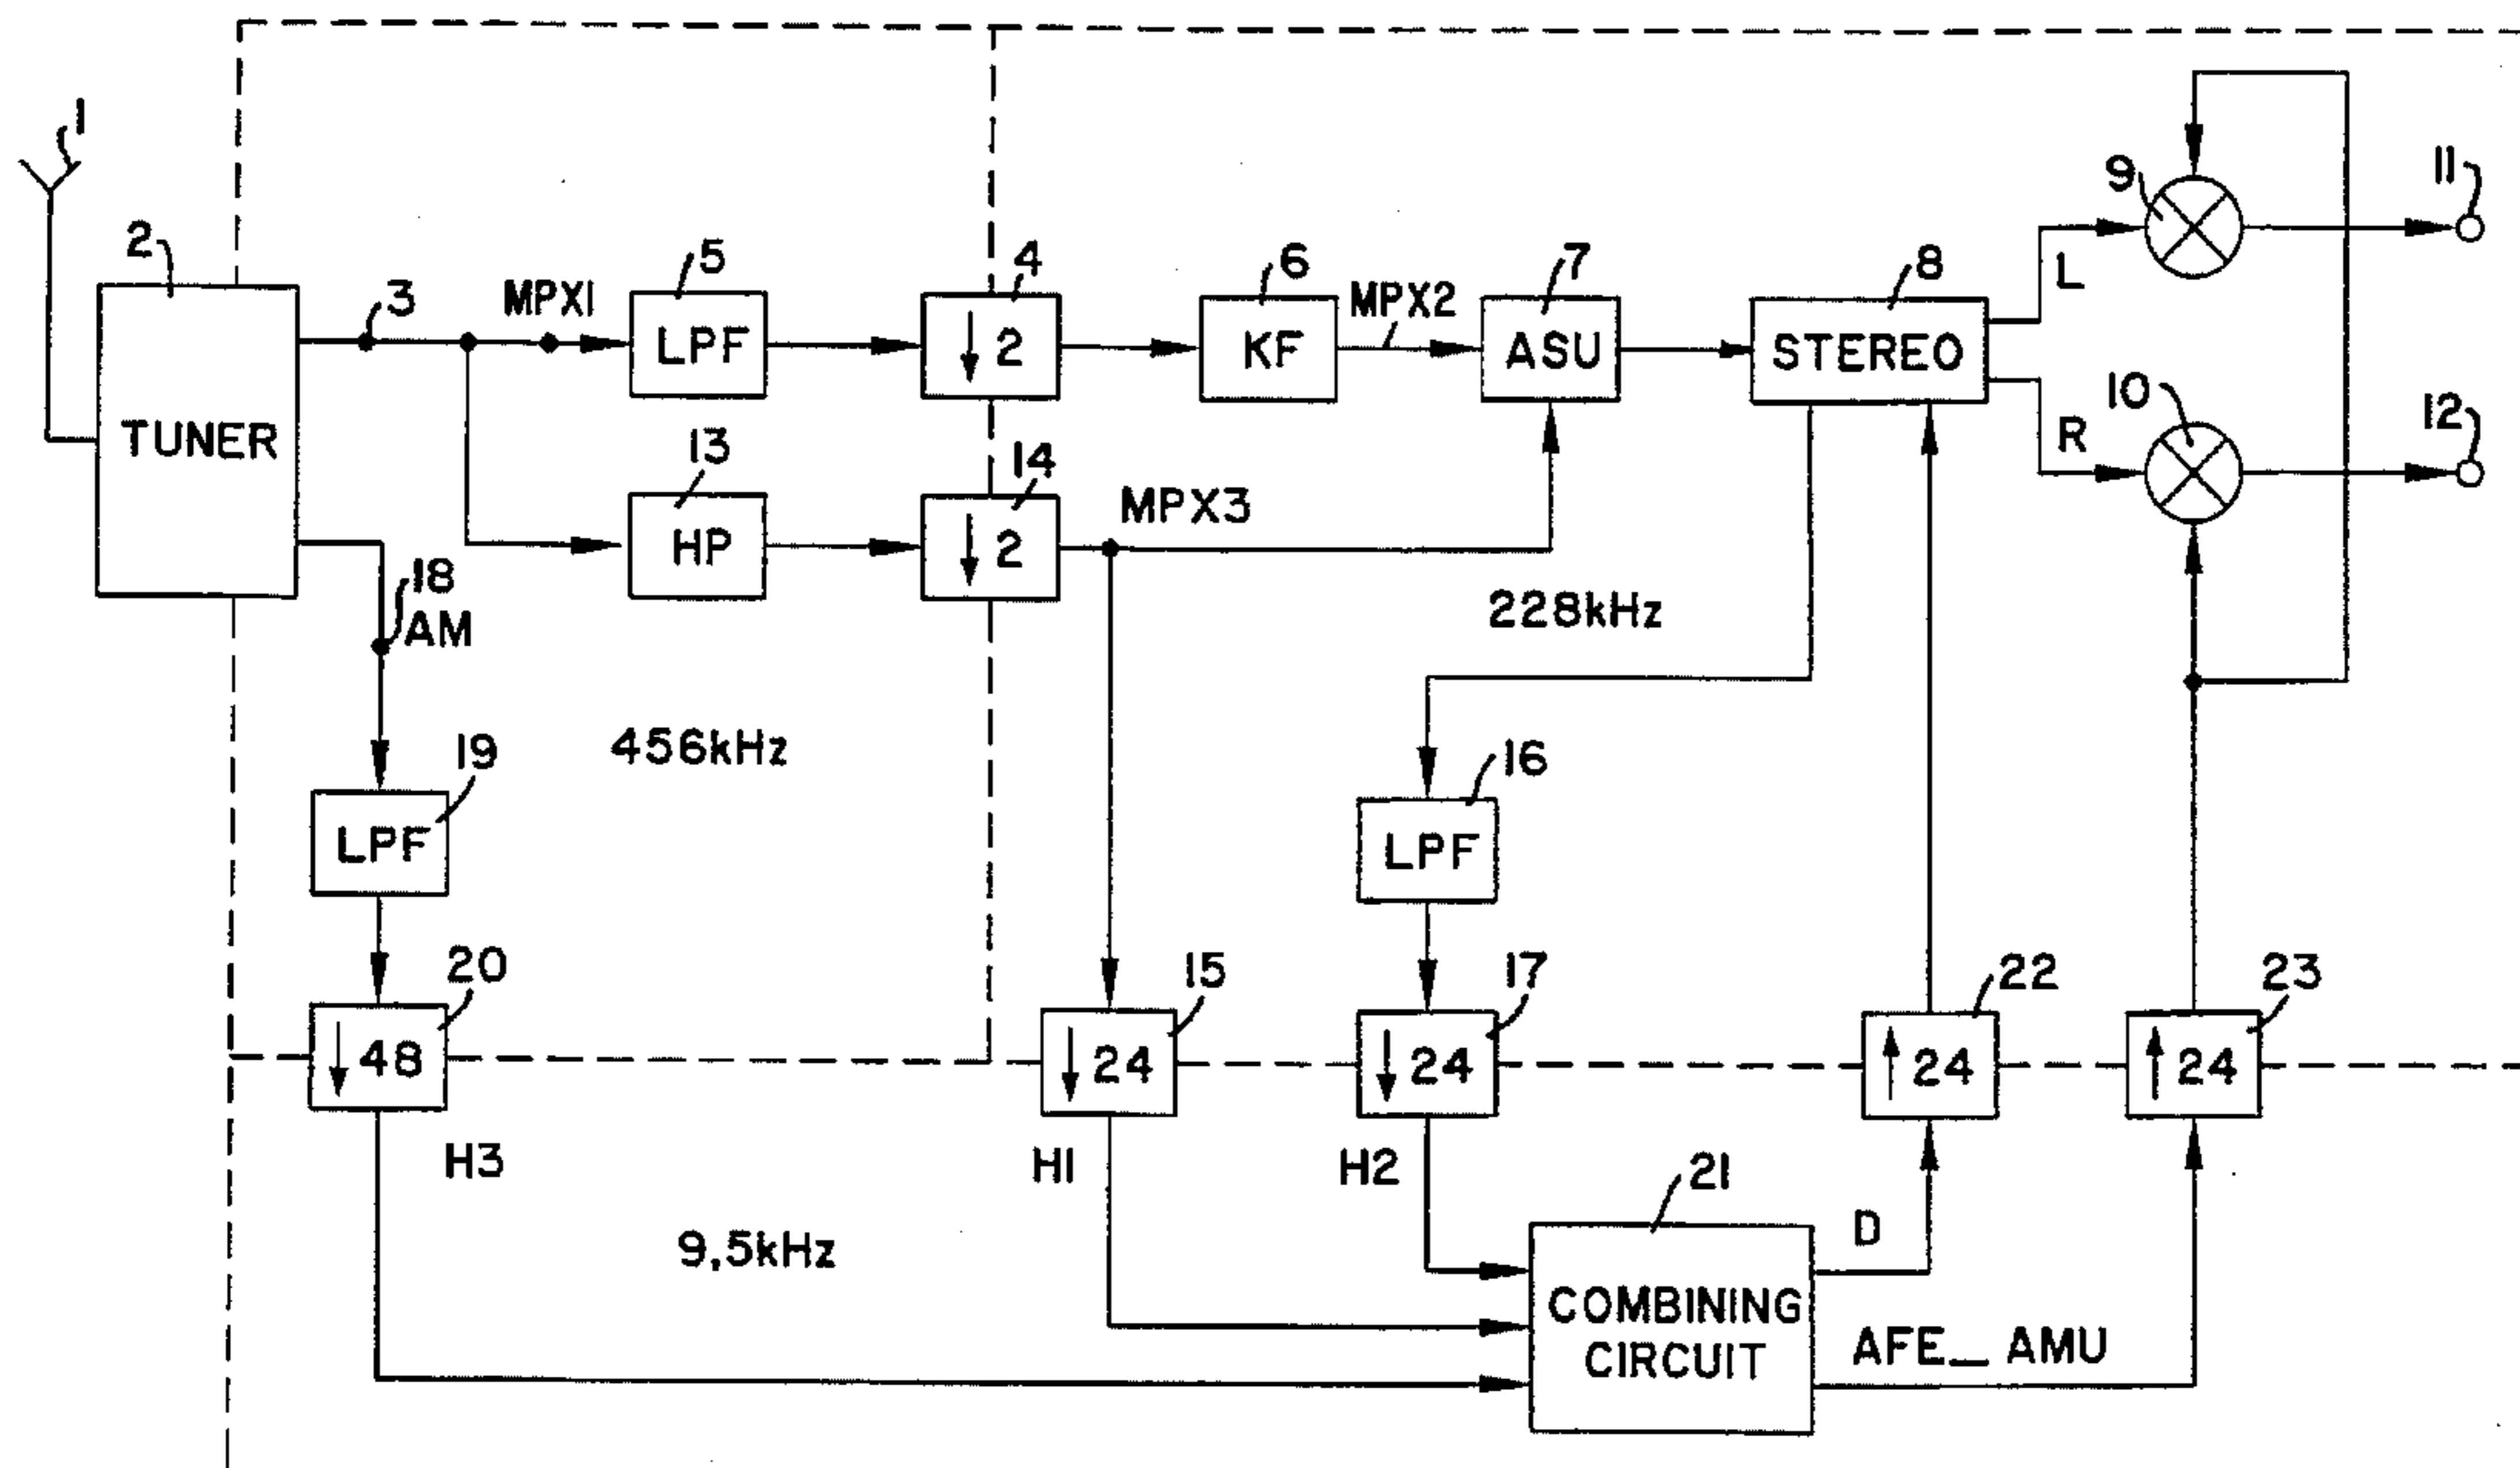 1
2
TUNER
3
MPX1
5
LPF
4
↓2
6
KF
MPX2
7
ASU
8
STEREO
L
R
9
10
11
12
13
HP
14
↓2
MPX3
18
AM
228kHz
456kHz
19
LPF
16
LPF
20
↓48
15
↓24
17
↓24
22
↑24
23
↑24
H3
H1
H2
21
D
9,5kHz
COMBINING
CIRCUIT
AFE_ AMU